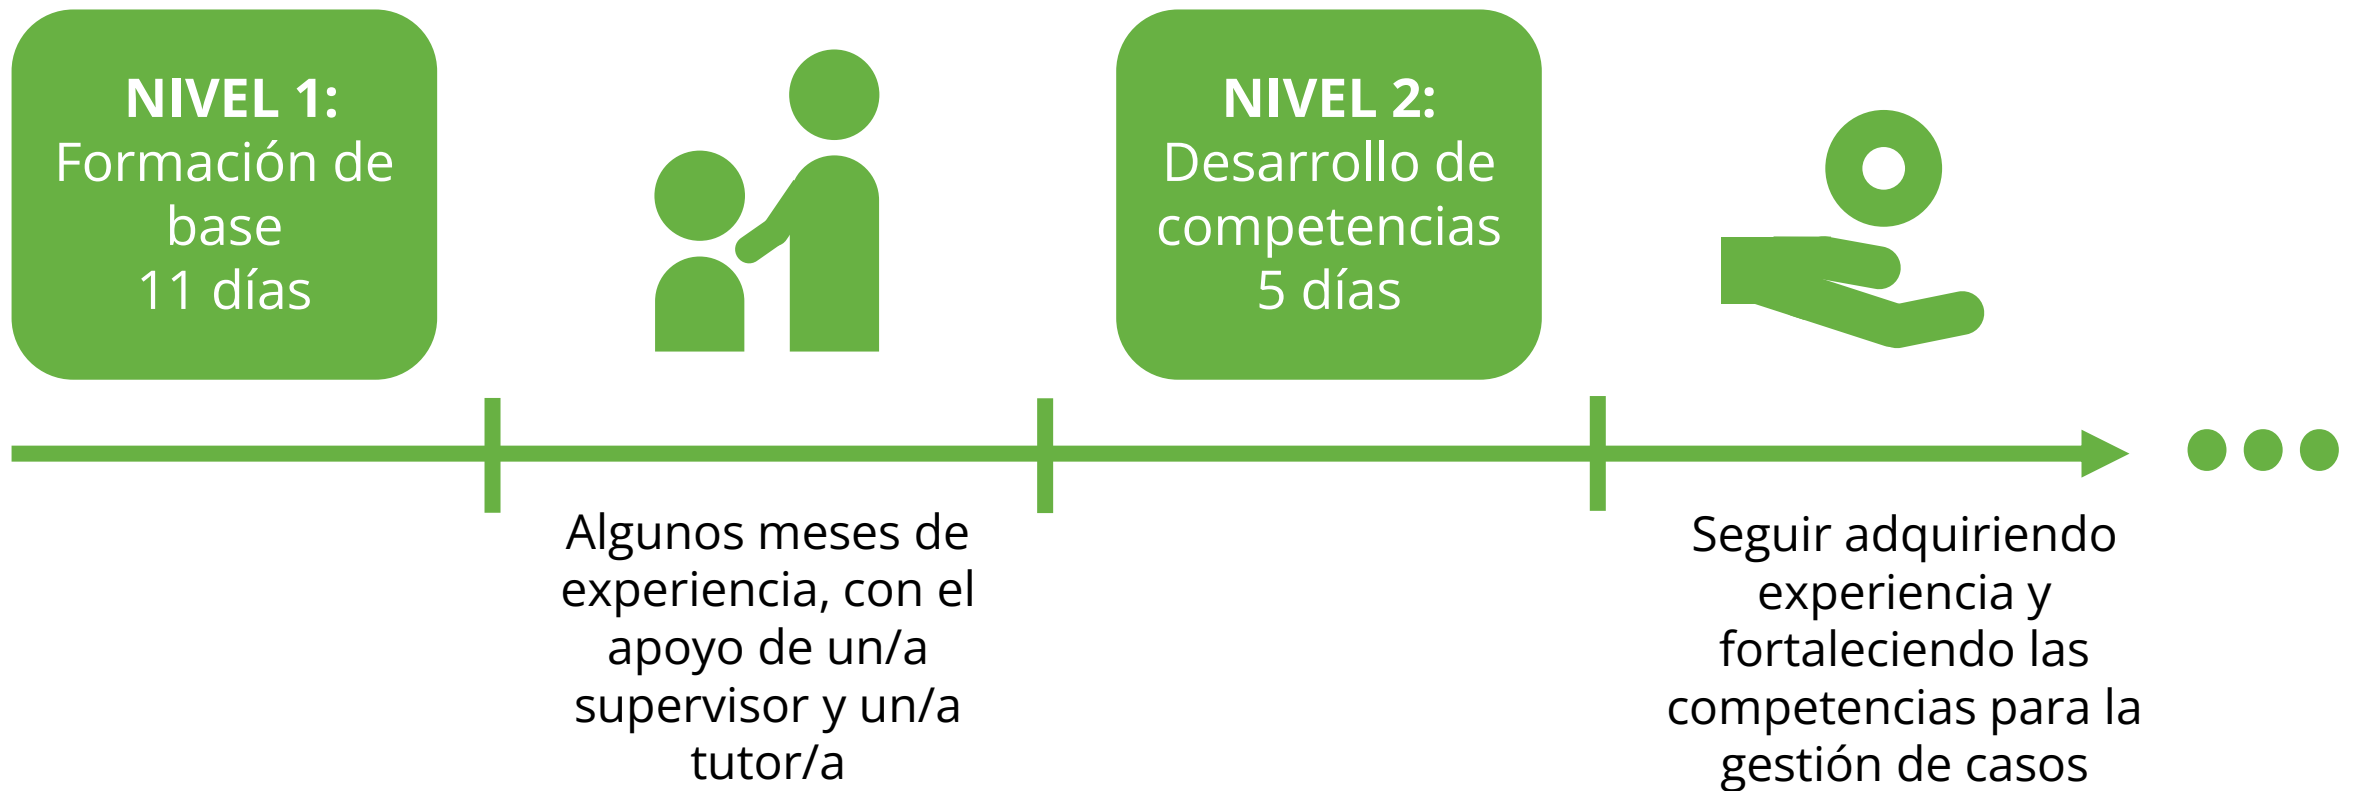 NIVEL 1:
Formación de
base
11 días
NIVEL 2:
Desarrollo de
competencias
5 días
Algunos meses de
experiencia, con el
apoyo de un/a
supervisor y un/a
tutor/a
Seguir adquiriendo
experiencia y
fortaleciendo las
competencias para la
gestión de casos